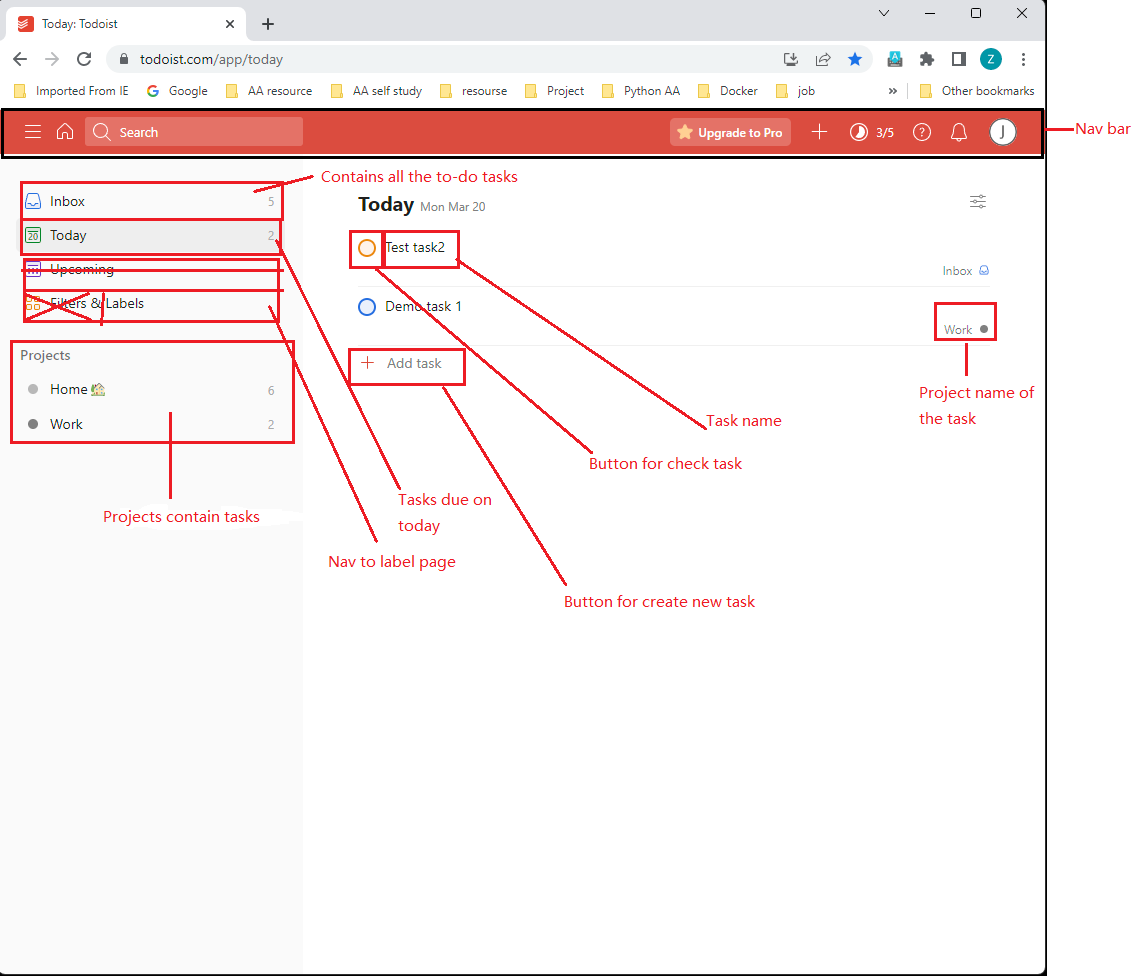 Today: Todoist
todoist.com/app/today
Z
Imported From IE Google AA resource AA self study resourse Project Python AA Docker job » Other bookmarks
Search Upgrade to Pro 3/5 ? J
Nav bar
Contains all the to-do tasks
Inbox 5
20 Today 2
Upcoming
Filters & Labels
Projects
Home 6
Work 2
Projects contain tasks
Today Mon Mar 20
Test task2
Inbox
Demo task 1
Work
Add task
Project name of
the task
Task name
Button for check task
Tasks due on
today
Nav to label page
Button for create new task